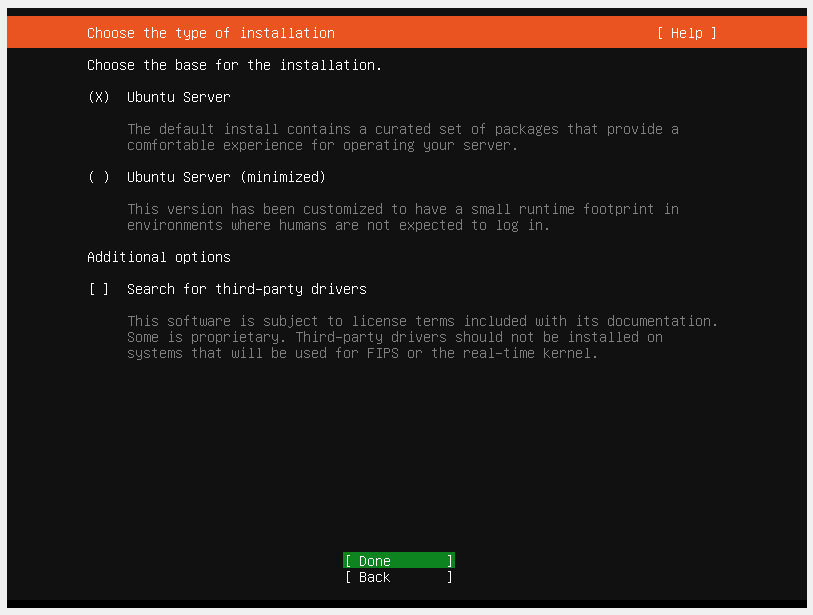 Choose the type of installation [ Help ]
Choose the base for the installation.
(X) Ubuntu Server
The default install contains a curated set of packages that provide a
comfortable experience for operating your server.
( ) Ubuntu Server (minimized)
This version has been customized to have a small runtime footprint in
environments where humans are not expected to log in.
Additional options
[ ] Search for third-party drivers
This software is subject to license terms included with its documentation.
Some is proprietary. Third-party drivers should not be installed on
systems that will be used for FIPS or the real-time kernel.
[ Done ]
[ Back ]